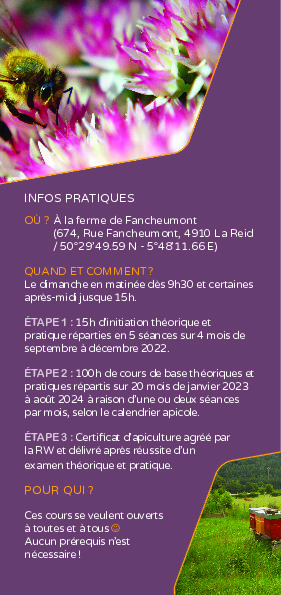 INFOS PRATIQUES
OÙ ? À la ferme de Fancheumont
(674, Rue Fancheumont, 4910 La Reid
/ 50°29'49.59 N - 5°48'11.66 E)
QUAND ET COMMENT ?
Le dimanche en matinée dès 9h30 et certaines
après-midi jusque 15h.
ÉTAPE 1 : 15h d'initiation théorique et
pratique réparties en 5 séances sur 4 mois de
septembre à décembre 2022.
ÉTAPE 2 : 100h de cours de base théoriques et
pratiques répartis sur 20 mois de janvier 2023
à août 2024 à raison d'une ou deux séances
par mois, selon le calendrier apicole.
ÉTAPE 3 : Certificat d'apiculture agréé par
la RW et délivré après réussite d'un
examen théorique et pratique.
POUR QUI ?
Ces cours se veulent ouverts
à toutes et à tous ☺
Aucun prérequis n'est
nécessaire !